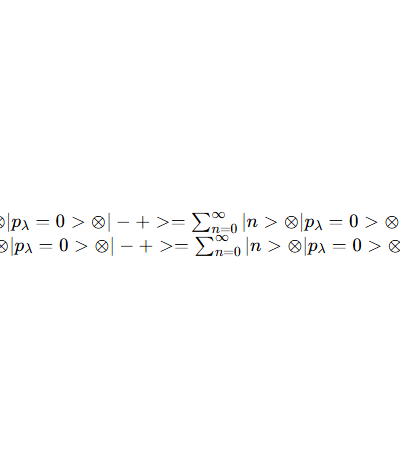 ⊗|p_λ = 0 > ⊗| − + >= ∑_{n=0}^{∞} |n > ⊗|p_λ = 0 > ⊗
⊗|p_λ = 0 > ⊗| − + >= ∑_{n=0}^{∞} |n > ⊗|p_λ = 0 > ⊗